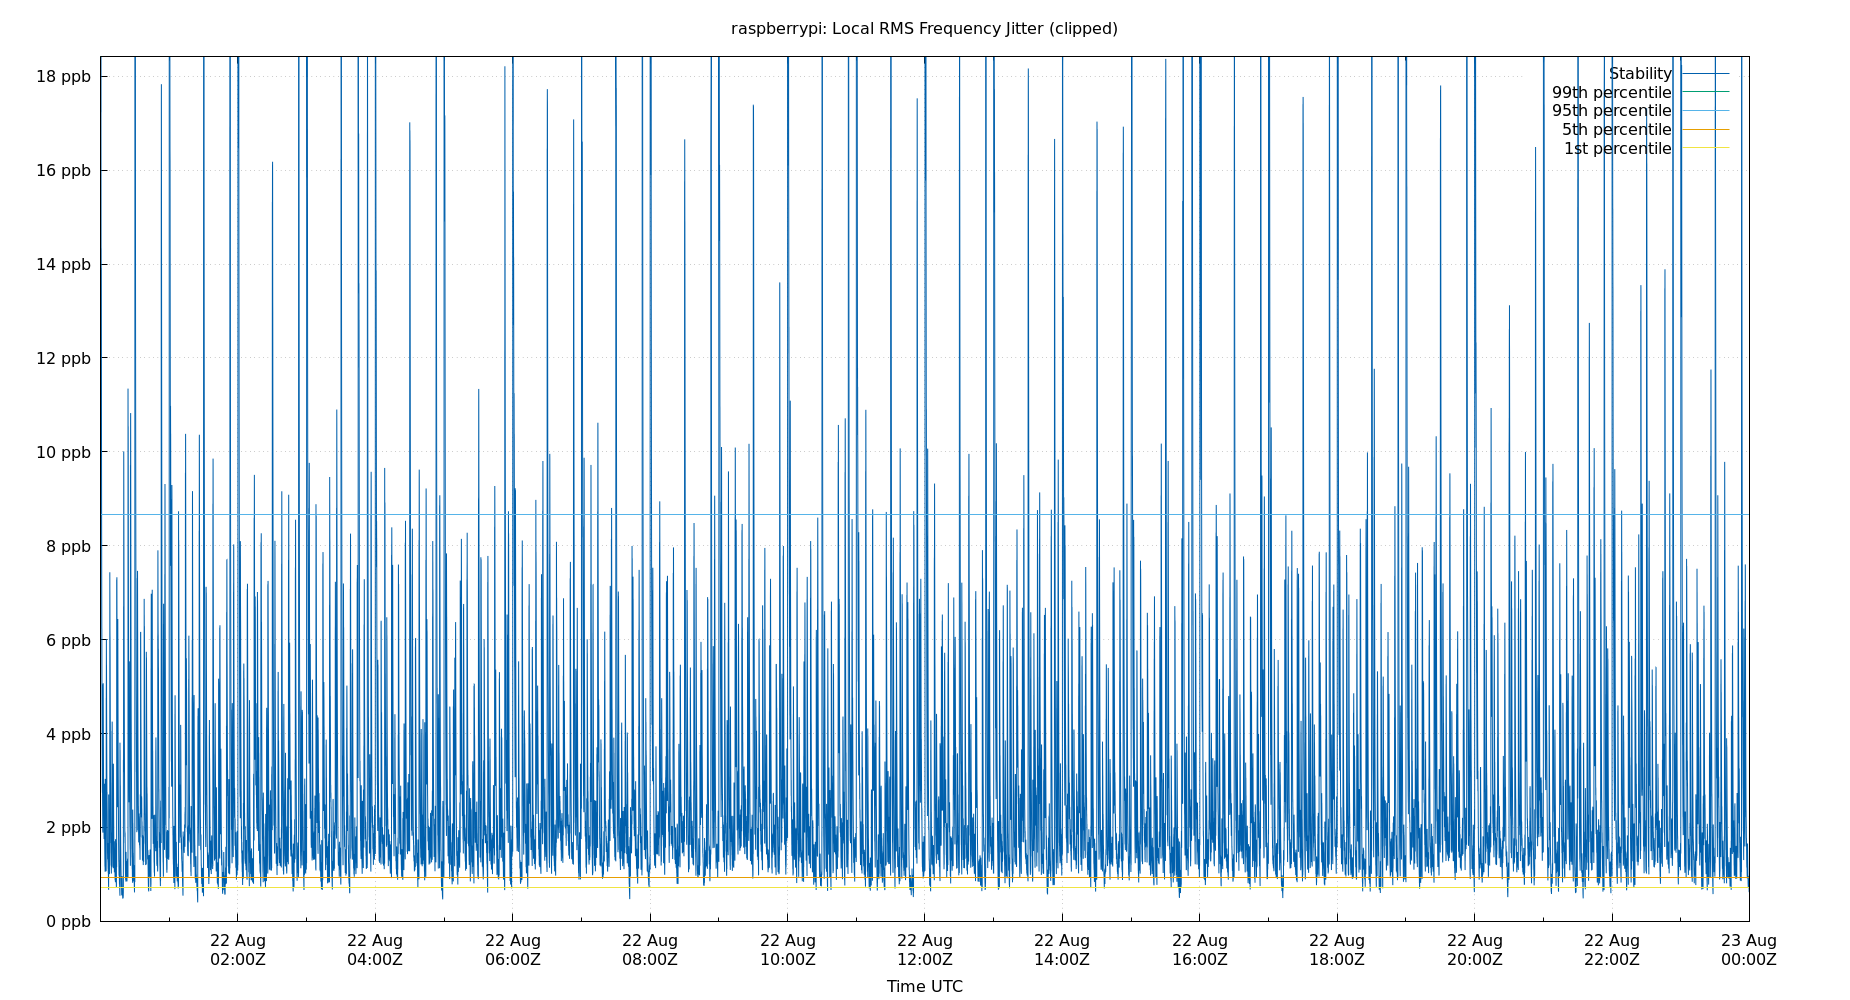 raspberrypi: Local RMS Frequency Jitter (clipped)
18 ppb
16 ppb
14 ppb
12 ppb
10 ppb
8 ppb
6 ppb
4 ppb
2 ppb
0 ppb
Stability
99th percentile
95th percentile
5th percentile
1st percentile
22 Aug 22 Aug 22 Aug 22 Aug 22 Aug 22 Aug 22 Aug 22 Aug 22 Aug 22 Aug 22 Aug 23 Aug
02:00Z 04:00Z 06:00Z 08:00Z 10:00Z 12:00Z 14:00Z 16:00Z 18:00Z 20:00Z 22:00Z 00:00Z
Time UTC